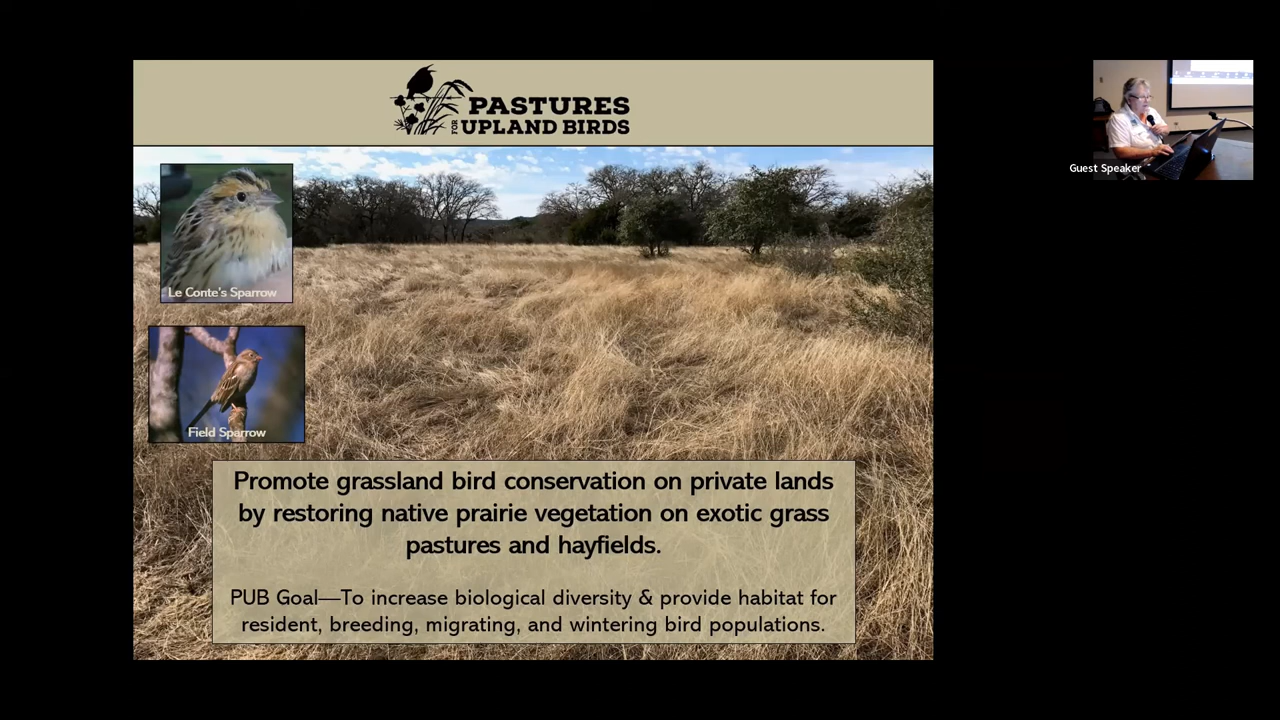 PASTURES
FOR UPLAND BIRDS
Guest Speaker
Le Conte's Sparrow
Field Sparrow
Promote grassland bird conservation on private lands
by restoring native prairie vegetation on exotic grass
pastures and hayfields.
PUB Goal—To increase biological diversity & provide habitat for
resident, breeding, migrating, and wintering bird populations.